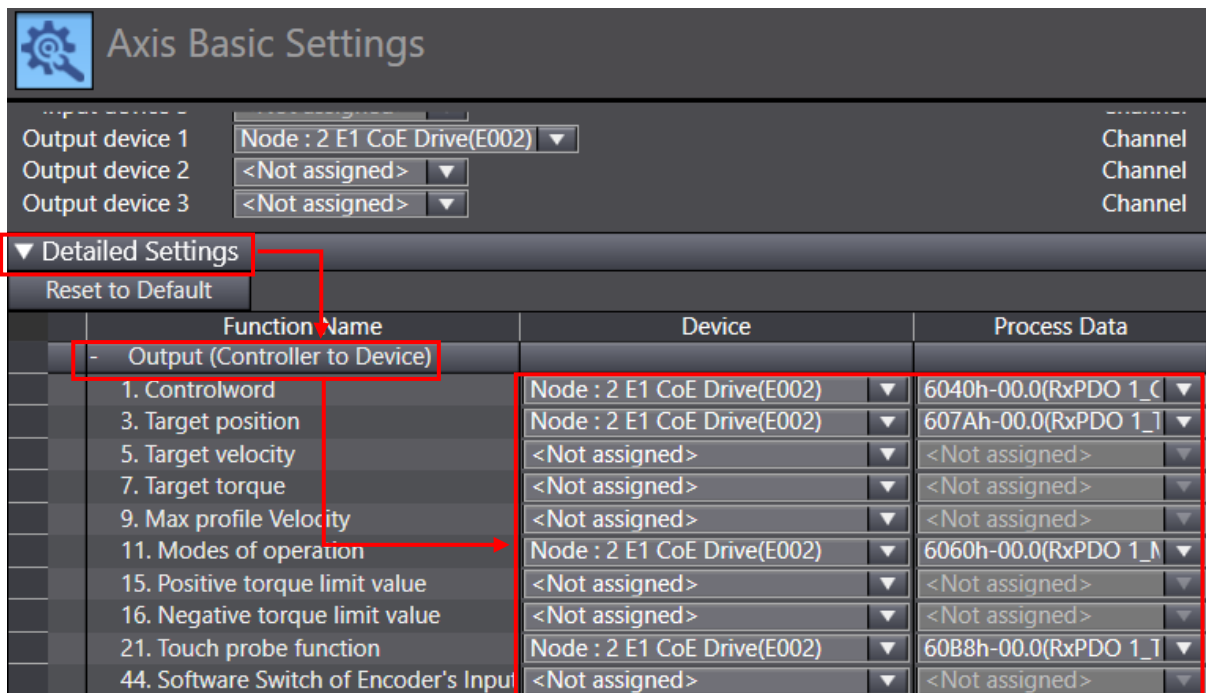 Axis Basic Settings
Output device 1 Node : 2 E1 CoE Drive(E002) Channel
Output device 2 <Not assigned> Channel
Output device 3 <Not assigned> Channel
Detailed Settings
Reset to Default
Function Name Device Process Data
- Output (Controller to Device)
1. Controlword Node : 2 E1 CoE Drive(E002) 6040h-00.0(RxPDO 1_
3. Target position Node : 2 E1 CoE Drive(E002) 607Ah-00.0(RxPDO 1_T
5. Target velocity <Not assigned> <Not assigned>
7. Target torque <Not assigned> <Not assigned>
9. Max profile Velocity <Not assigned> <Not assigned>
11. Modes of operation Node : 2 E1 CoE Drive(E002) 6060h-00.0(RxPDO 1_
15. Positive torque limit value <Not assigned> <Not assigned>
16. Negative torque limit value <Not assigned> <Not assigned>
21. Touch probe function Node : 2 E1 CoE Drive(E002) 60B8h-00.0(RxPDO 1_T
44. Software Switch of Encoder's Input <Not assigned> <Not assigned>